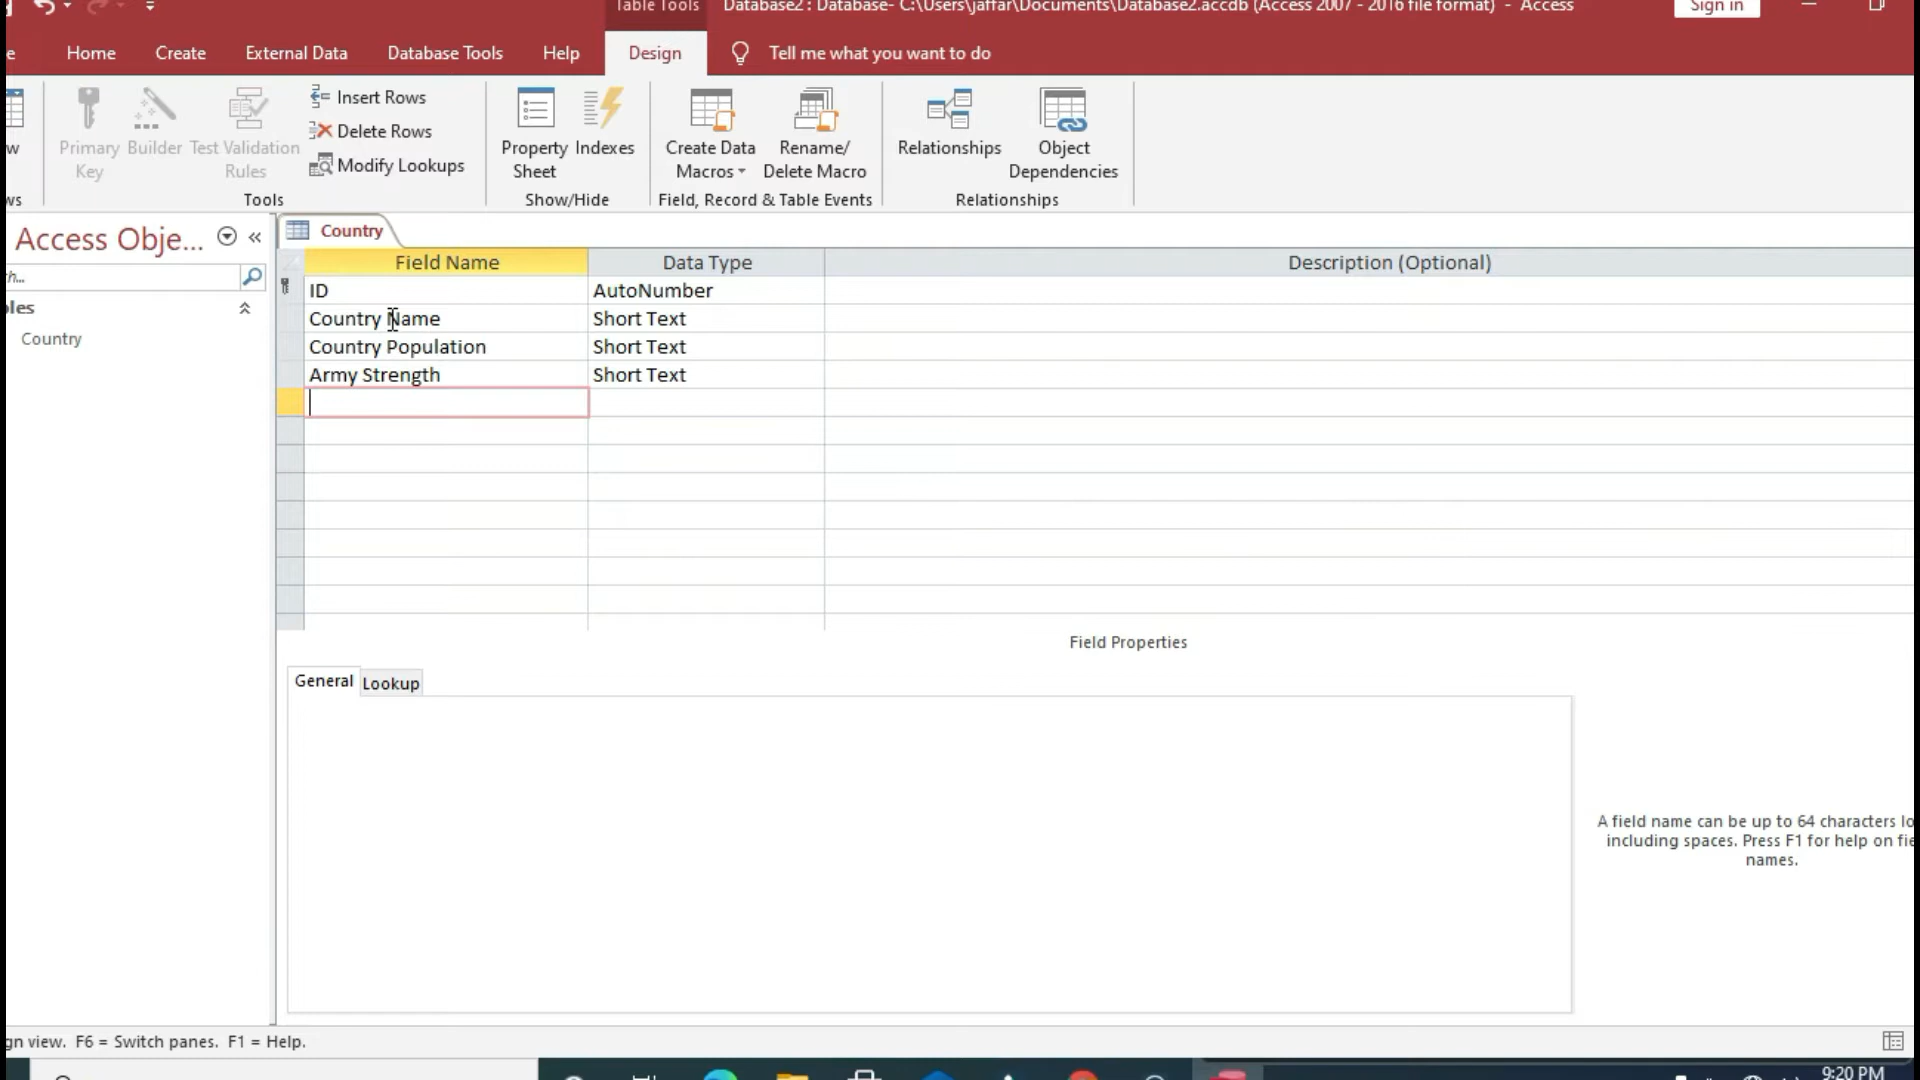 Table Tools
Database2 : Database- C:\Users\jaffar\Documents\Database2.accdb (Access 2007 - 2016 file format) - Access
Sign in
Home Create External Data Database Tools Help Design Tell me what you want to do
Primary Key
Builder
Test Validation Rules
Insert Rows
Delete Rows
Modify Lookups
Property Sheet
Indexes
Create Data Macros
Rename/ Delete Macro
Relationships
Object Dependencies
Tools
Show/Hide
Field, Record & Table Events
Relationships
Access Obje...
Country
Country
Field Name Data Type Description (Optional)
ID AutoNumber
Country Name Short Text
Country Population Short Text
Army Strength Short Text
Field Properties
General Lookup
A field name can be up to 64 characters lo
including spaces. Press F1 for help on fie
names.
gn view. F6 = Switch panes. F1 = Help.
9:20 PM